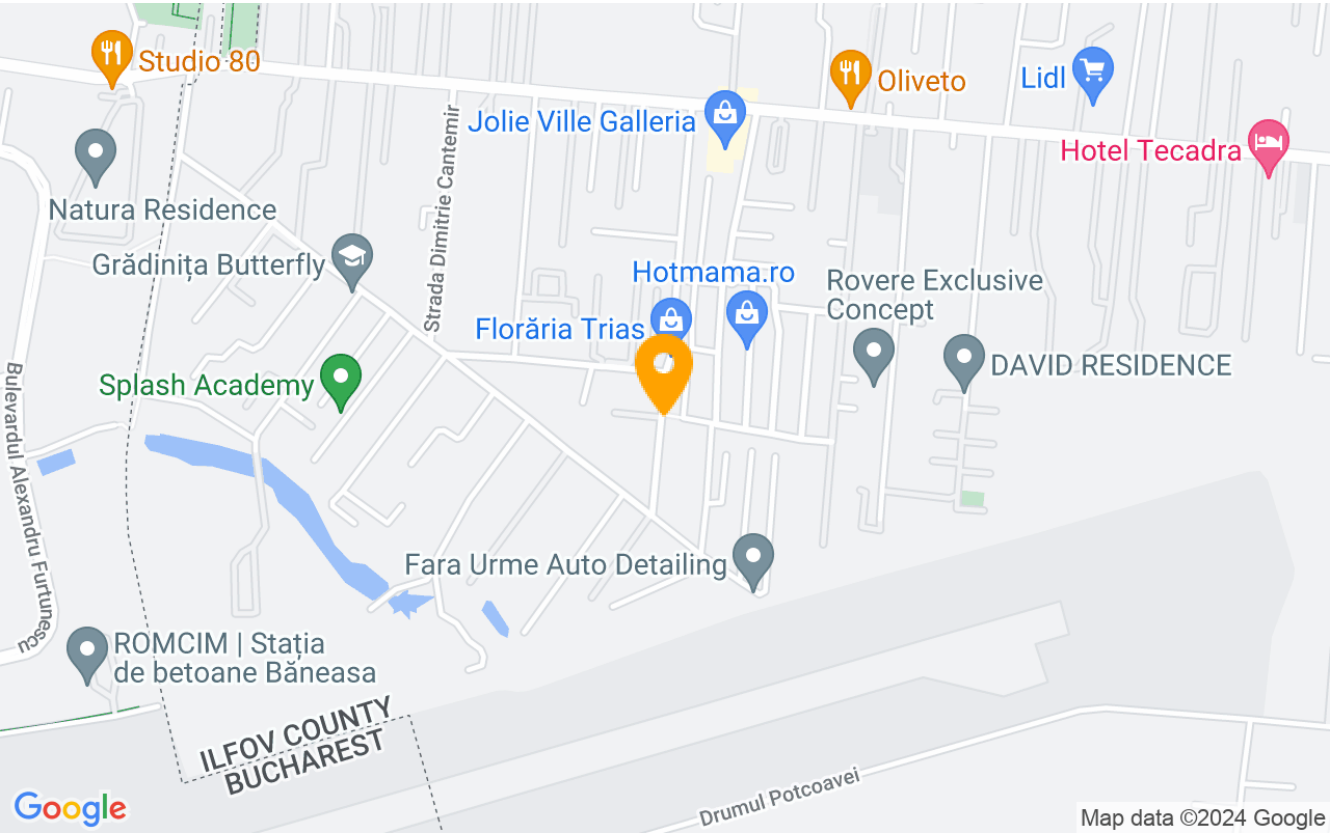 Studio 80
Oliveto
Lidl
Jolie Ville Galleria
Hotel Tecadra
Strada Dimitrie Cantemir
Natura Residence
Grădinița Butterfly
Hotmama.ro
Rovere Exclusive
Concept
Florăria Trias
DAVID RESIDENCE
Splash Academy
Bulevardul Alexandru Furtunescu
Fara Urme Auto Detailing
ROMCIM | Stația
de betoane Băneasa
ILFOV COUNTY
BUCHAREST
Drumul Potcoavei
Google
Map data ©2024 Google